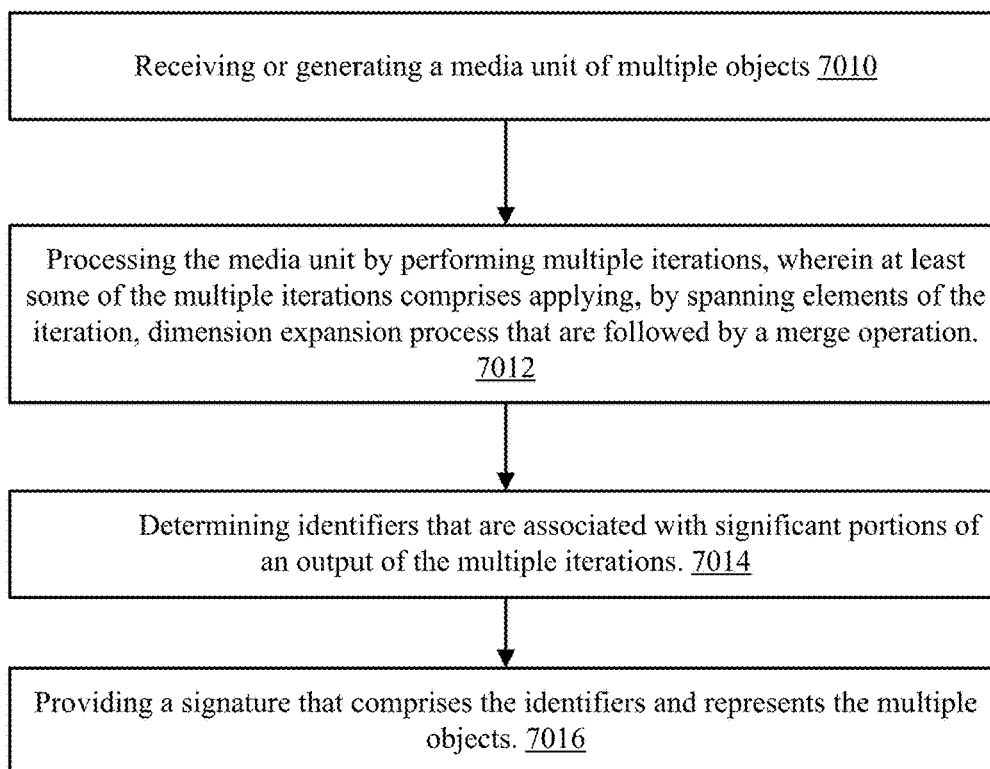 Receiving or generating a media unit of multiple objects 7010
Processing the media unit by performing multiple iterations, wherein at least
some of the multiple iterations comprises applying, by spanning elements of the
iteration, dimension expansion process that are followed by a merge operation.
7012
Determining identifiers that are associated with significant portions of
an output of the multiple iterations. 7014
Providing a signature that comprises the identifiers and represents the multiple
objects. 7016